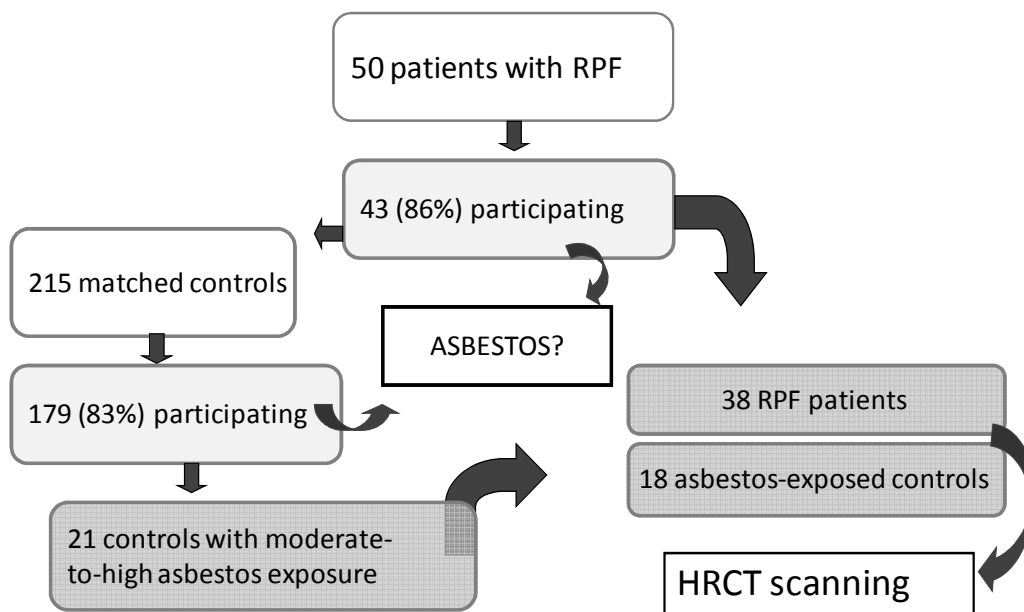 50 patients with RPF
43 (86%) participating
215 matched controls
ASBESTOS?
179 (83%) participating
38 RPF patients
18 asbestos-exposed controls
21 controls with moderate-
to-high asbestos exposure
HRCT scanning